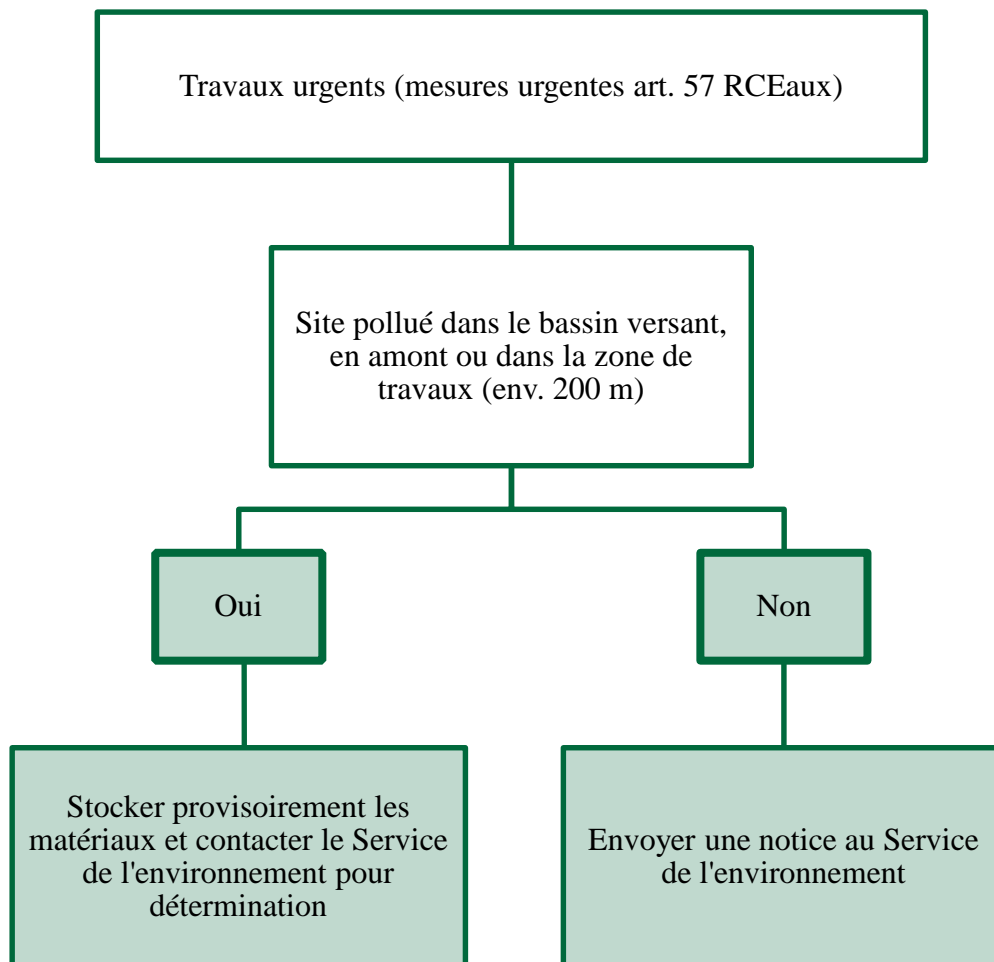 Travaux urgents (mesures urgentes art. 57 RCEaux)
Site pollué dans le bassin versant,
en amont ou dans la zone de
travaux (env. 200 m)
Oui
Non
Stocker provisoirement les
matériaux et contacter le Service
de l'environnement pour
détermination
Envoyer une notice au Service
de l'environnement